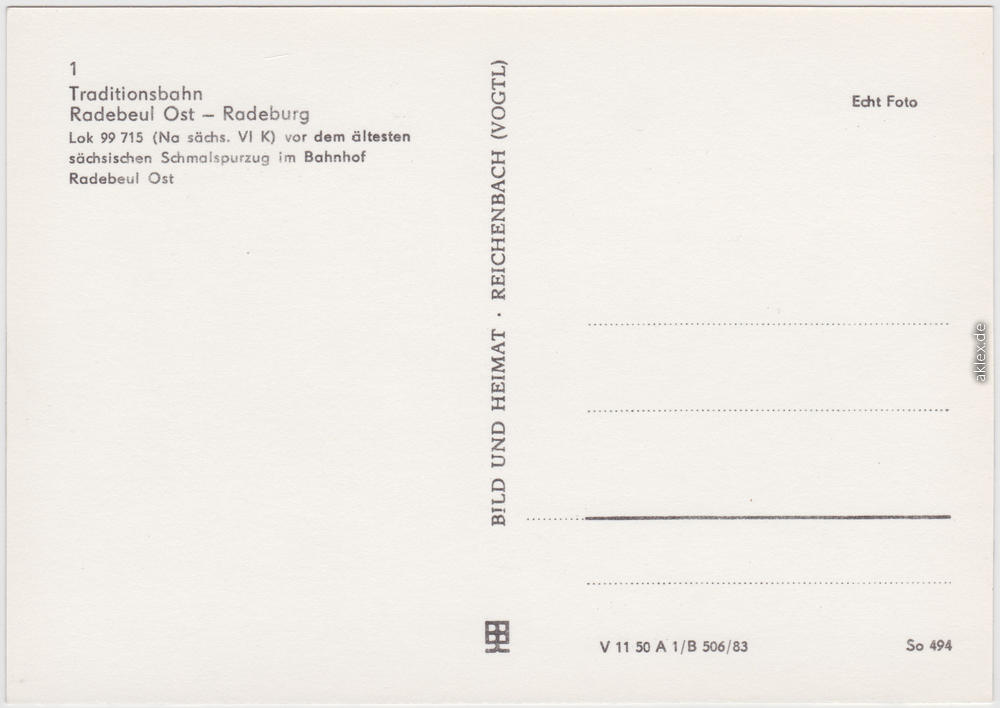 1
Traditionsbahn
Radebeul Ost – Radeburg
Lok 99 715 (Na sächs. VI K) vor dem ältesten
sächsischen Schmalspurzug im Bahnhof
Radebeul Ost
BILD UND HEIMAT · REICHENBACH (VOGTL)
Echt Foto
V 11 50 A 1/B 506/83
So 494
aklex.de